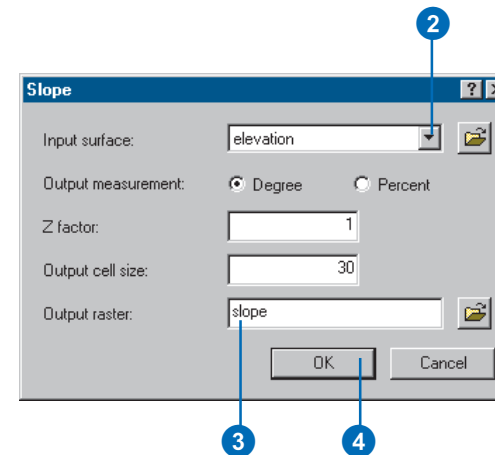 2
Slope ? X
Input surface: elevation
Output measurement: Degree Percent
Z factor: 1
Output cell size: 30
Output raster: slope
OK Cancel
3 4